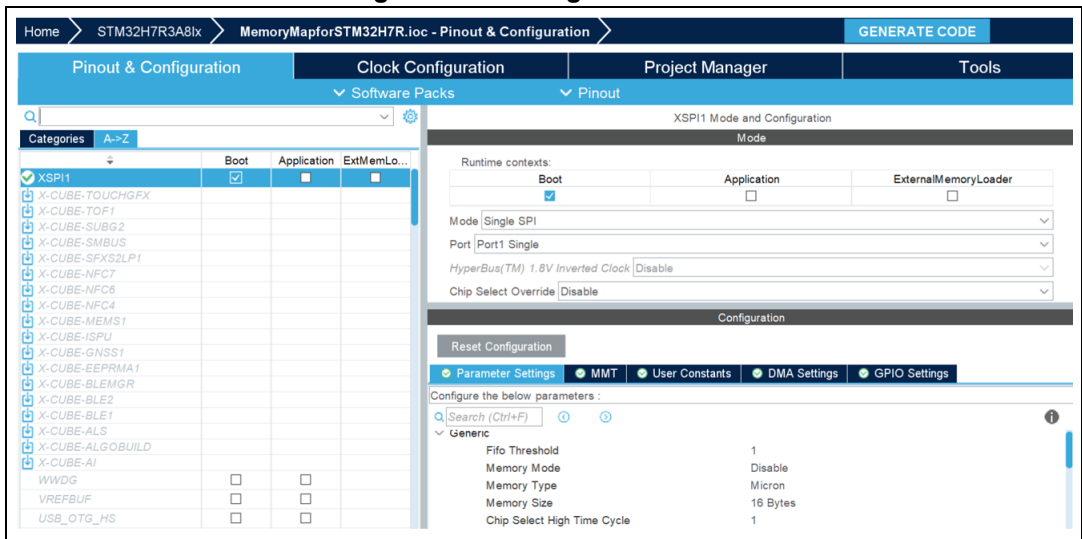 Home STM32H7R3A8Ix MemoryMapforSTM32H7R.ioc - Pinout & Configuration GENERATE CODE
Pinout & Configuration Clock Configuration Project Manager Tools
Software Packs Pinout
XSPI1 Mode and Configuration
Categories A->Z
Mode
Boot Application ExtMemLo...
XSPI1
X-CUBE-TOUCHGFX
X-CUBE-TOF1
X-CUBE-SUBG2
X-CUBE-SMBUS
X-CUBE-SFXS2LP1
X-CUBE-NFC7
X-CUBE-NFC6
X-CUBE-NFC4
X-CUBE-MEMS1
X-CUBE-ISPU
X-CUBE-GNSS1
X-CUBE-EEPRMA1
X-CUBE-BLEMGR
X-CUBE-BLE2
X-CUBE-BLE1
X-CUBE-ALS
X-CUBE-ALGOBUILD
X-CUBE-AI
WWDG
VREFBUF
USB_OTG_HS
Runtime contexts:
Boot Application ExternalMemoryLoader
Mode Single SPI
Port Port1 Single
HyperBus(TM) 1.8V Inverted Clock Disable
Chip Select Override Disable
Configuration
Reset Configuration
Parameter Settings MMT User Constants DMA Settings GPIO Settings
Configure the below parameters :
Search (Ctrl+F)
Generic
Fifo Threshold 1
Memory Mode Disable
Memory Type Micron
Memory Size 16 Bytes
Chip Select High Time Cycle 1